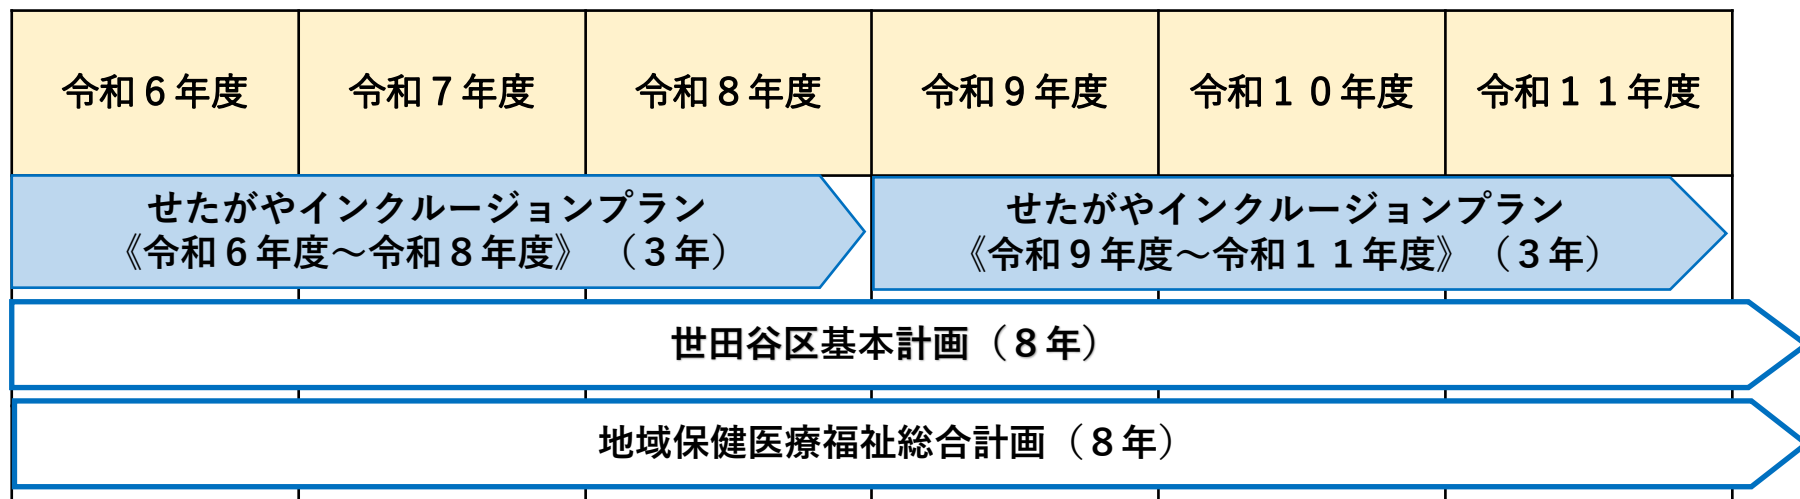 令和６年度
令和７年度
令和８年度
令和９年度
令和１０年度
令和１１年度
せたがやインクルージョンプラン
《令和６年度～令和８年度》（３年）
せたがやインクルージョンプラン
《令和９年度～令和１１年度》（３年）
世田谷区基本計画（８年）
地域保健医療福祉総合計画（８年）